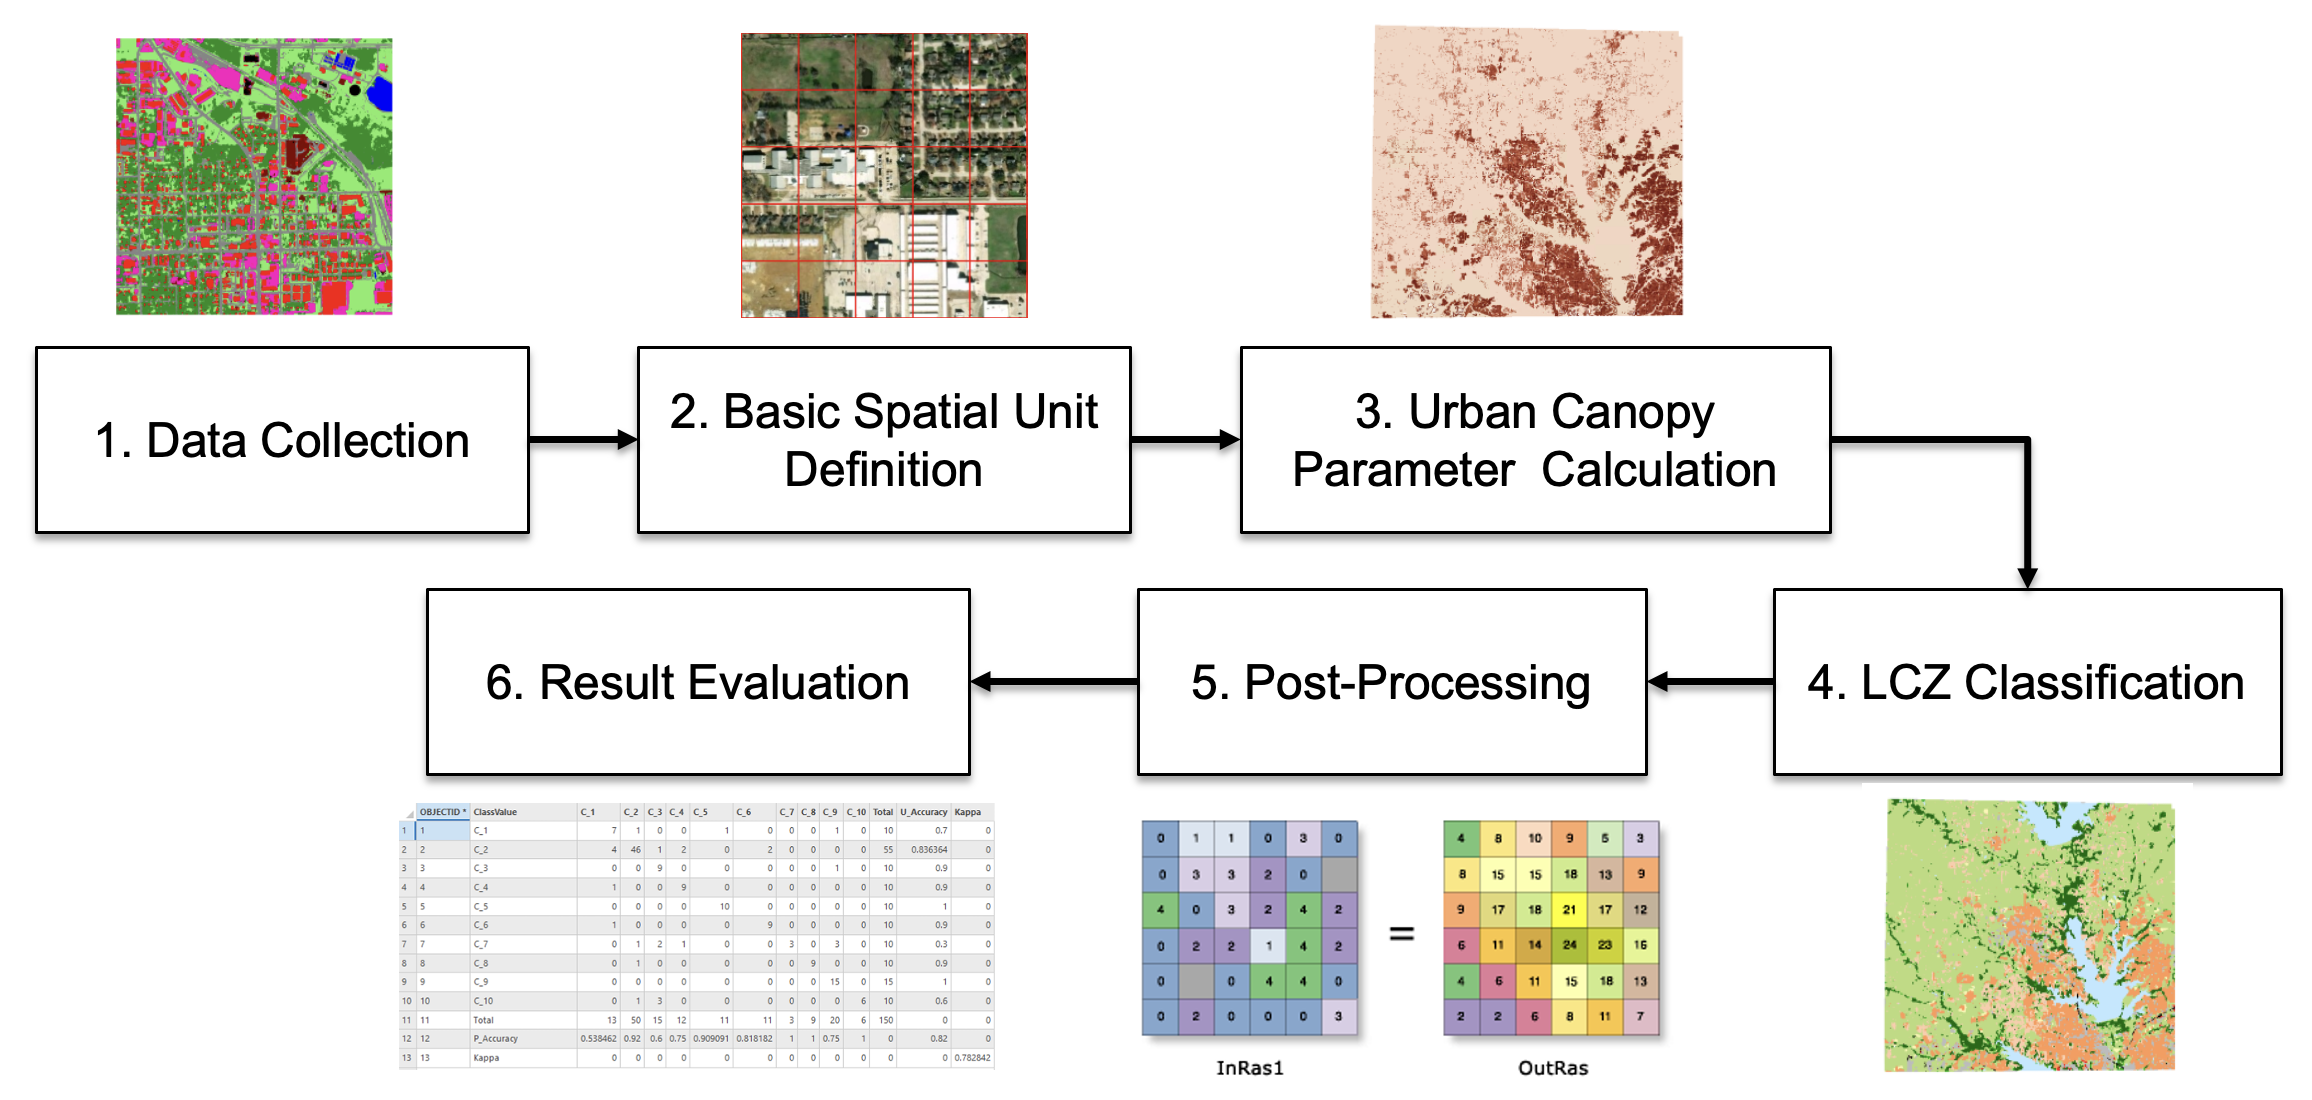 1. Data Collection
2. Basic Spatial Unit
Definition
3. Urban Canopy
Parameter Calculation
4. LCZ Classification
5. Post-Processing
6. Result Evaluation
OBJECTID * ClassValue C_1 C_2 C_3 C_4 C_5 C_6 C_7 C_8 C_9 C_10 Total U_Accuracy Kappa
1 1 C_1 7 1 0 0 1 0 0 0 1 0 10 0.7 0
2 2 C_2 4 46 1 2 0 2 0 0 0 0 55 0.836364 0
3 3 C_3 0 0 9 0 0 0 0 0 1 0 10 0.9 0
4 4 C_4 1 0 0 9 0 0 0 0 0 0 10 0.9 0
5 5 C_5 0 0 0 0 10 0 0 0 0 0 10 1 0
6 6 C_6 1 0 0 0 0 9 0 0 0 0 10 0.9 0
7 7 C_7 0 1 2 1 0 0 3 0 3 0 10 0.3 0
8 8 C_8 0 1 0 0 0 0 0 9 0 0 10 0.9 0
9 9 C_9 0 0 0 0 0 0 0 0 15 0 15 1 0
10 10 C_10 0 1 3 0 0 0 0 0 0 6 10 0.6 0
11 11 Total 13 50 15 12 11 11 3 9 20 6 150 0 0
12 12 P_Accuracy 0.538462 0.92 0.6 0.75 0.909091 0.818182 1 1 0.75 1 0 0.82 0
13 13 Kappa 0 0 0 0 0 0 0 0 0 0 0 0 0.782842
0 1 1 0 3 0
0 3 3 2 0
4 0 3 2 4 2
0 2 2 1 4 2
0 0 4 4 0
0 2 0 0 0 3
InRas1
=
4 8 10 9 5 3
8 15 15 18 13 9
9 17 18 21 17 12
6 11 14 24 23 16
4 6 11 15 18 13
2 2 6 8 11 7
OutRas